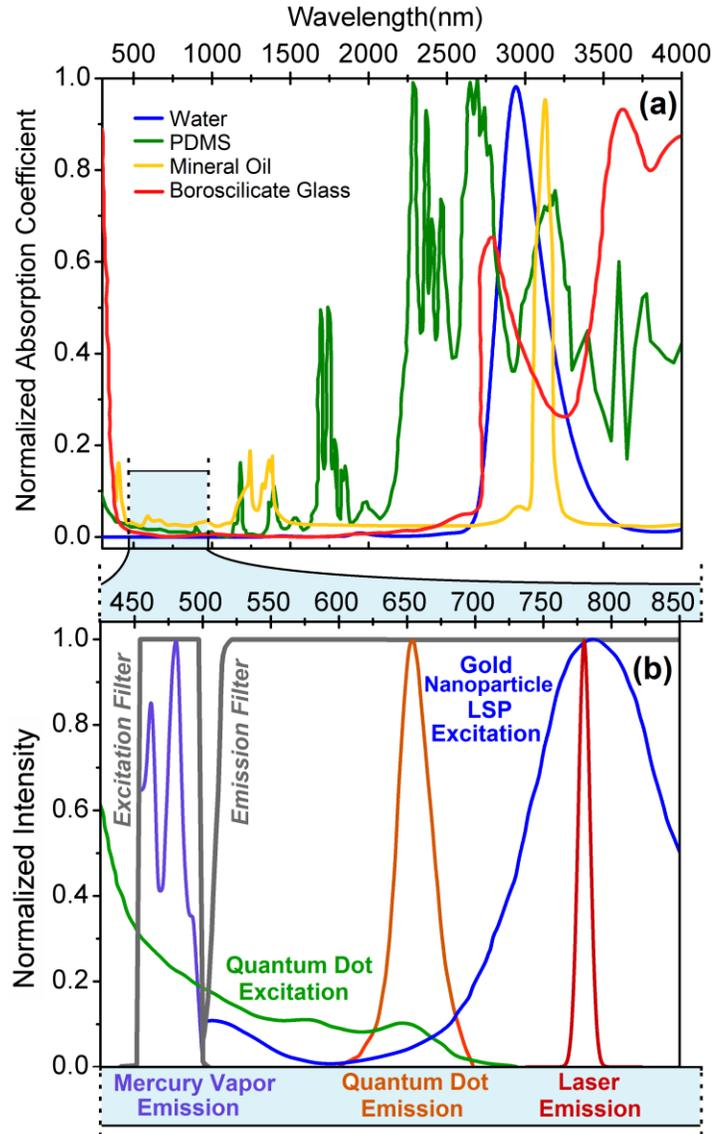 Wavelength(nm)
500 1000 1500 2000 2500 3000 3500 4000
1.0
(a)
Water
PDMS
Mineral Oil
Boroscilicate Glass
0.8
0.6
0.4
0.2
0.0
Normalized Absorption Coefficient
450 500 550 600 650 700 750 800 850
1.0
(b)
Excitation Filter
Emission Filter
Gold
Nanoparticle
LSP
Excitation
0.8
0.6
0.4
0.2
0.0
Normalized Intensity
Quantum Dot
Excitation
Mercury Vapor
Emission
Quantum Dot
Emission
Laser
Emission